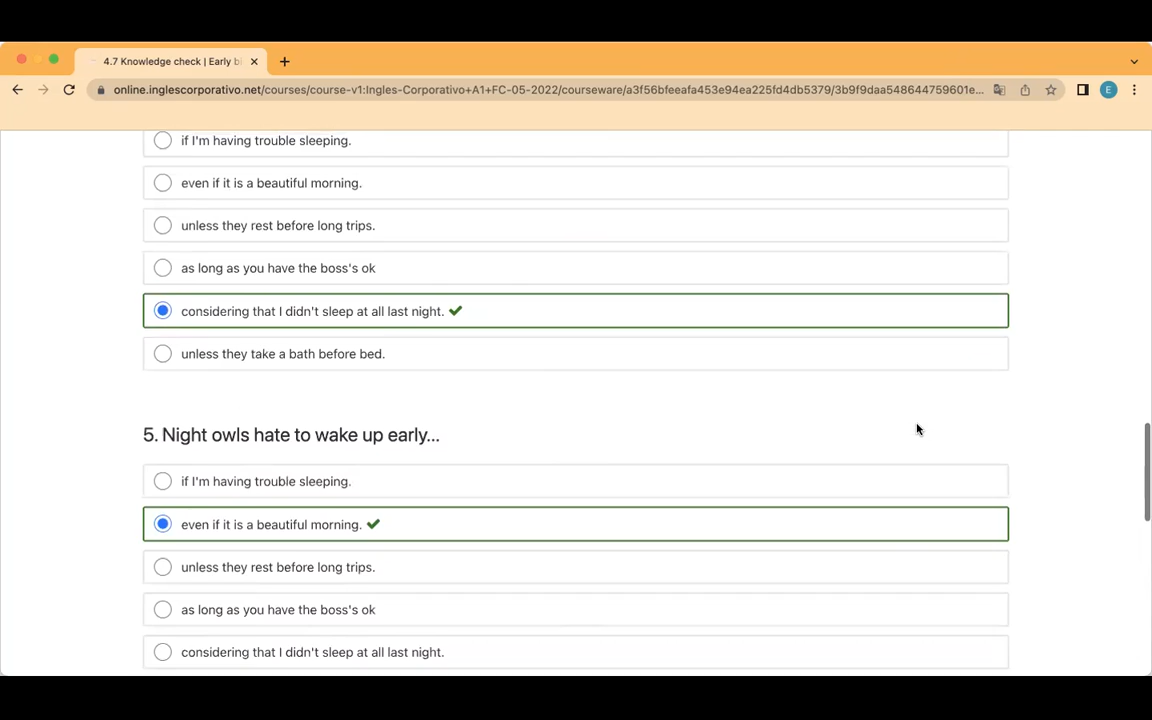 4.7 Knowledge check | Early bi
online.inglescorporativo.net/courses/course-v1:Ingles-Corporativo+A1+FC-05-2022/courseware/a3f56bfeeafa453e94ea225fd4db5379/3b9f9daa548644759601e...
E
if I'm having trouble sleeping.
even if it is a beautiful morning.
unless they rest before long trips.
as long as you have the boss's ok
considering that I didn't sleep at all last night.
unless they take a bath before bed.
5. Night owls hate to wake up early...
if I'm having trouble sleeping.
even if it is a beautiful morning.
unless they rest before long trips.
as long as you have the boss's ok
considering that I didn't sleep at all last night.